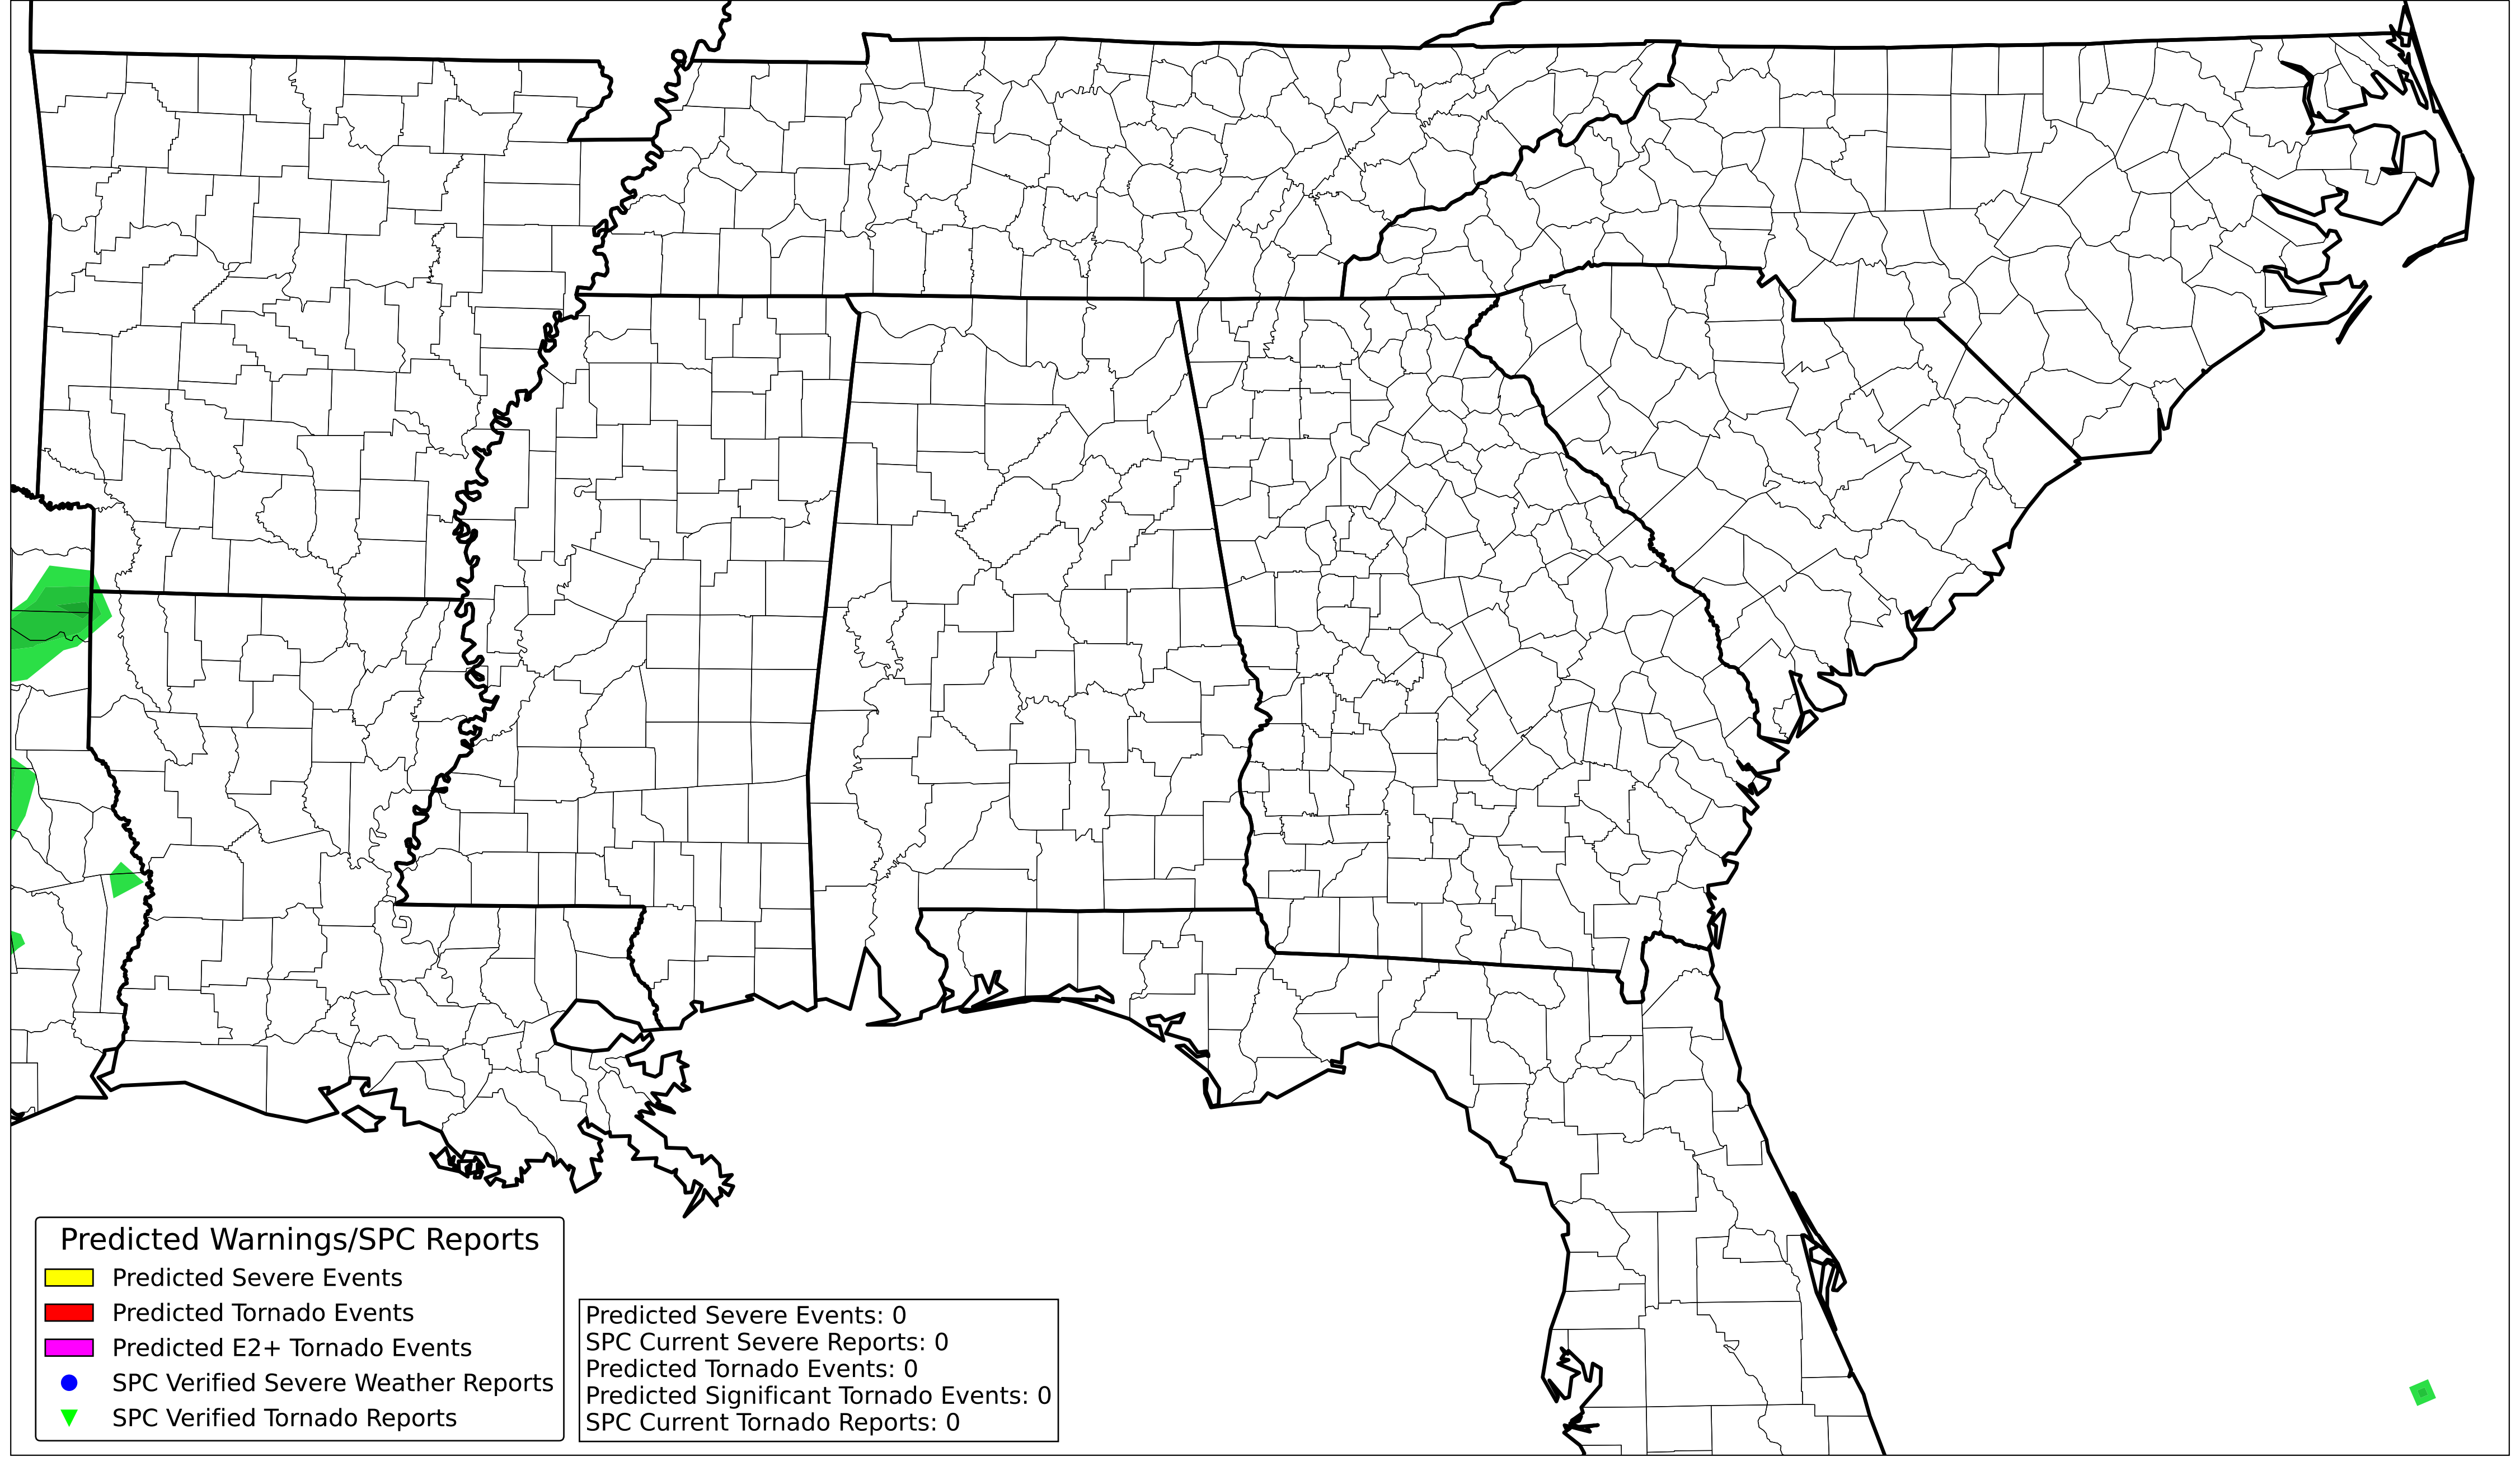 Predicted Warnings/SPC Reports
Predicted Severe Events
Predicted Tornado Events
Predicted E2+ Tornado Events
SPC Verified Severe Weather Reports
SPC Verified Tornado Reports
Predicted Severe Events: 0
SPC Current Severe Reports: 0
Predicted Tornado Events: 0
Predicted Significant Tornado Events: 0
SPC Current Tornado Reports: 0